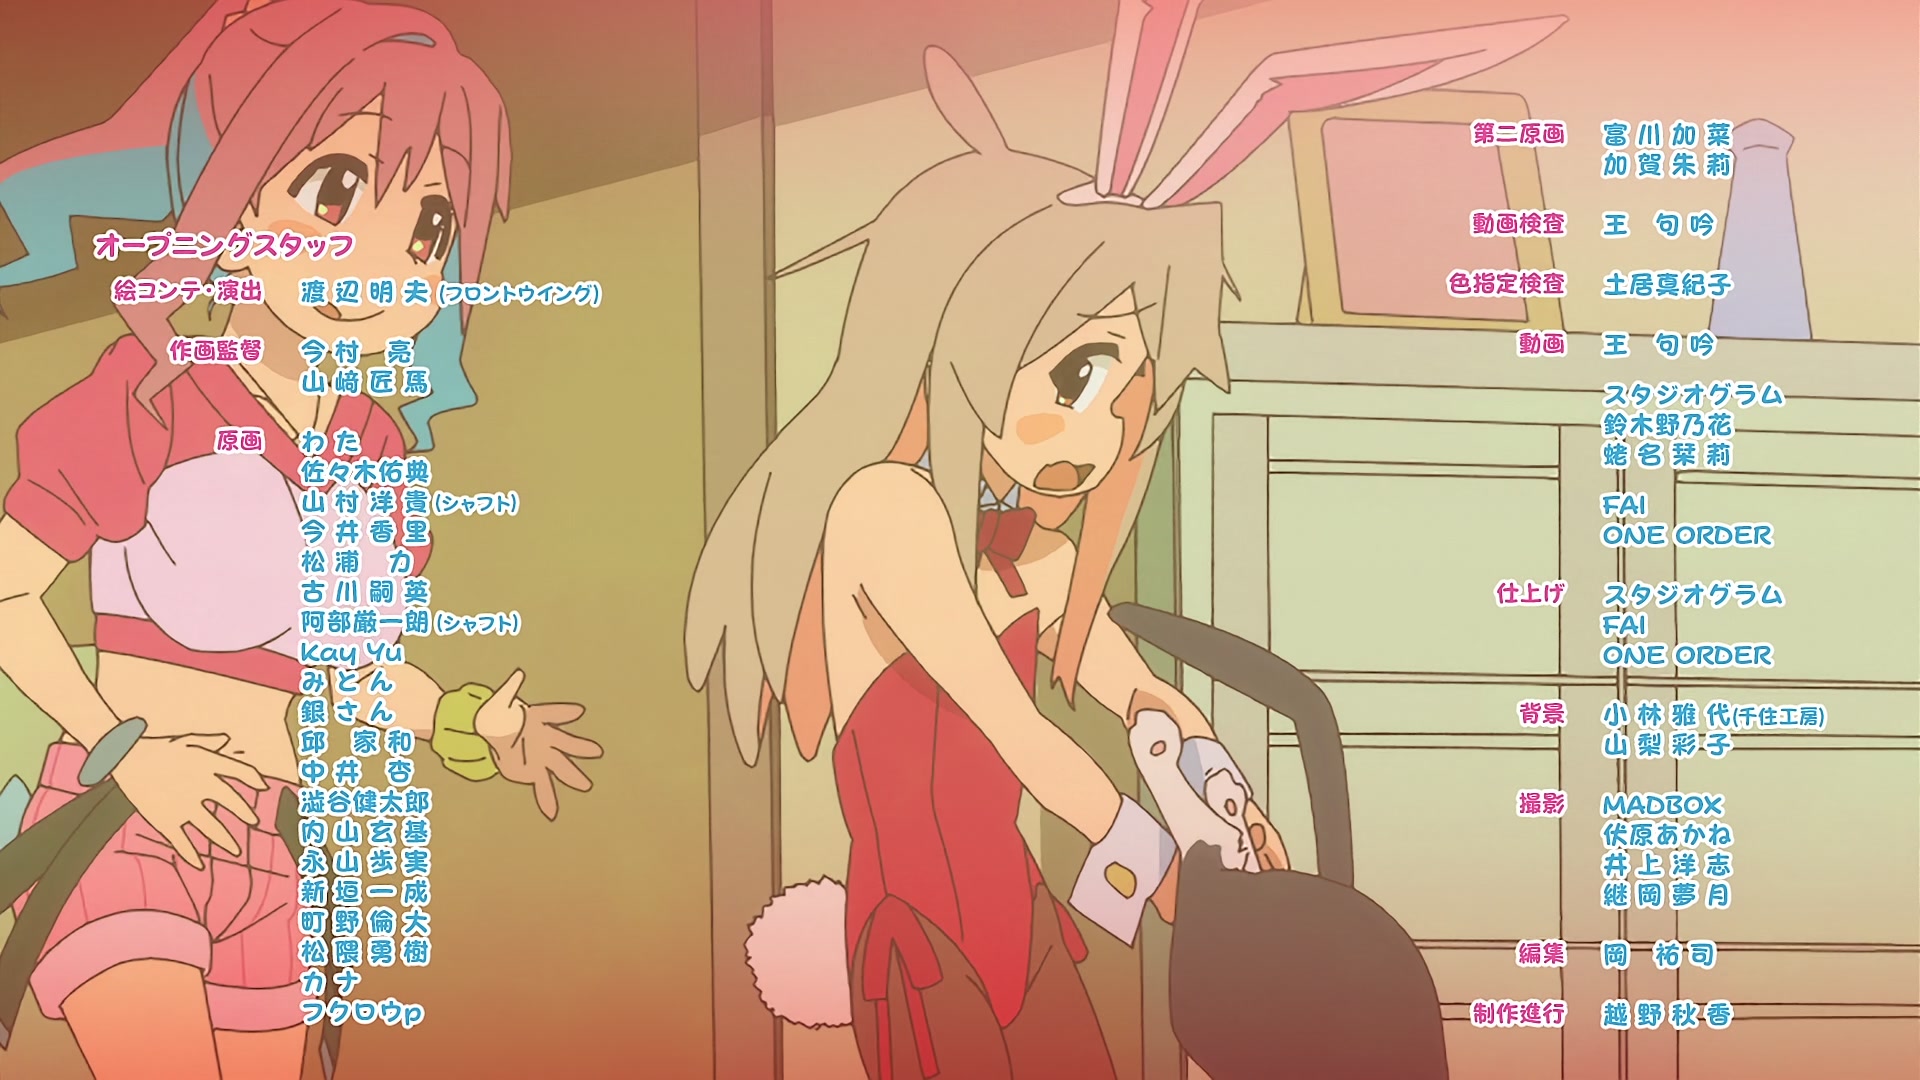 オープニングスタッフ
絵コンテ・演出 渡辺明夫(フロントウイング)
作画監督 今村 亮
山﨑匠馬
原画 わた
佐々木佑典
山村洋貴(シャフト)
今井香里
松浦 力
古川嗣英
阿部厳一朗(シャフト)
Kay Yu
みとん
銀さん
邱 家和
中井 杏
澁谷健太郎
内山玄基
永山歩実
新垣一成
町野倫大
松隈勇樹
カナ
フクロウp
第二原画 富川加菜
加賀朱莉
動画検査 王 句吟
色指定検査 土居真紀子
動画 王 句吟
スタジオグラム
鈴木野乃花
蛯名栞莉
FAI
ONE ORDER
仕上げ スタジオグラム
FAI
ONE ORDER
背景 小林雅代(千住工房)
山梨彩子
撮影 MADBOX
伏原あかね
井上洋志
継岡夢月
編集 岡 祐司
制作進行 越野秋香